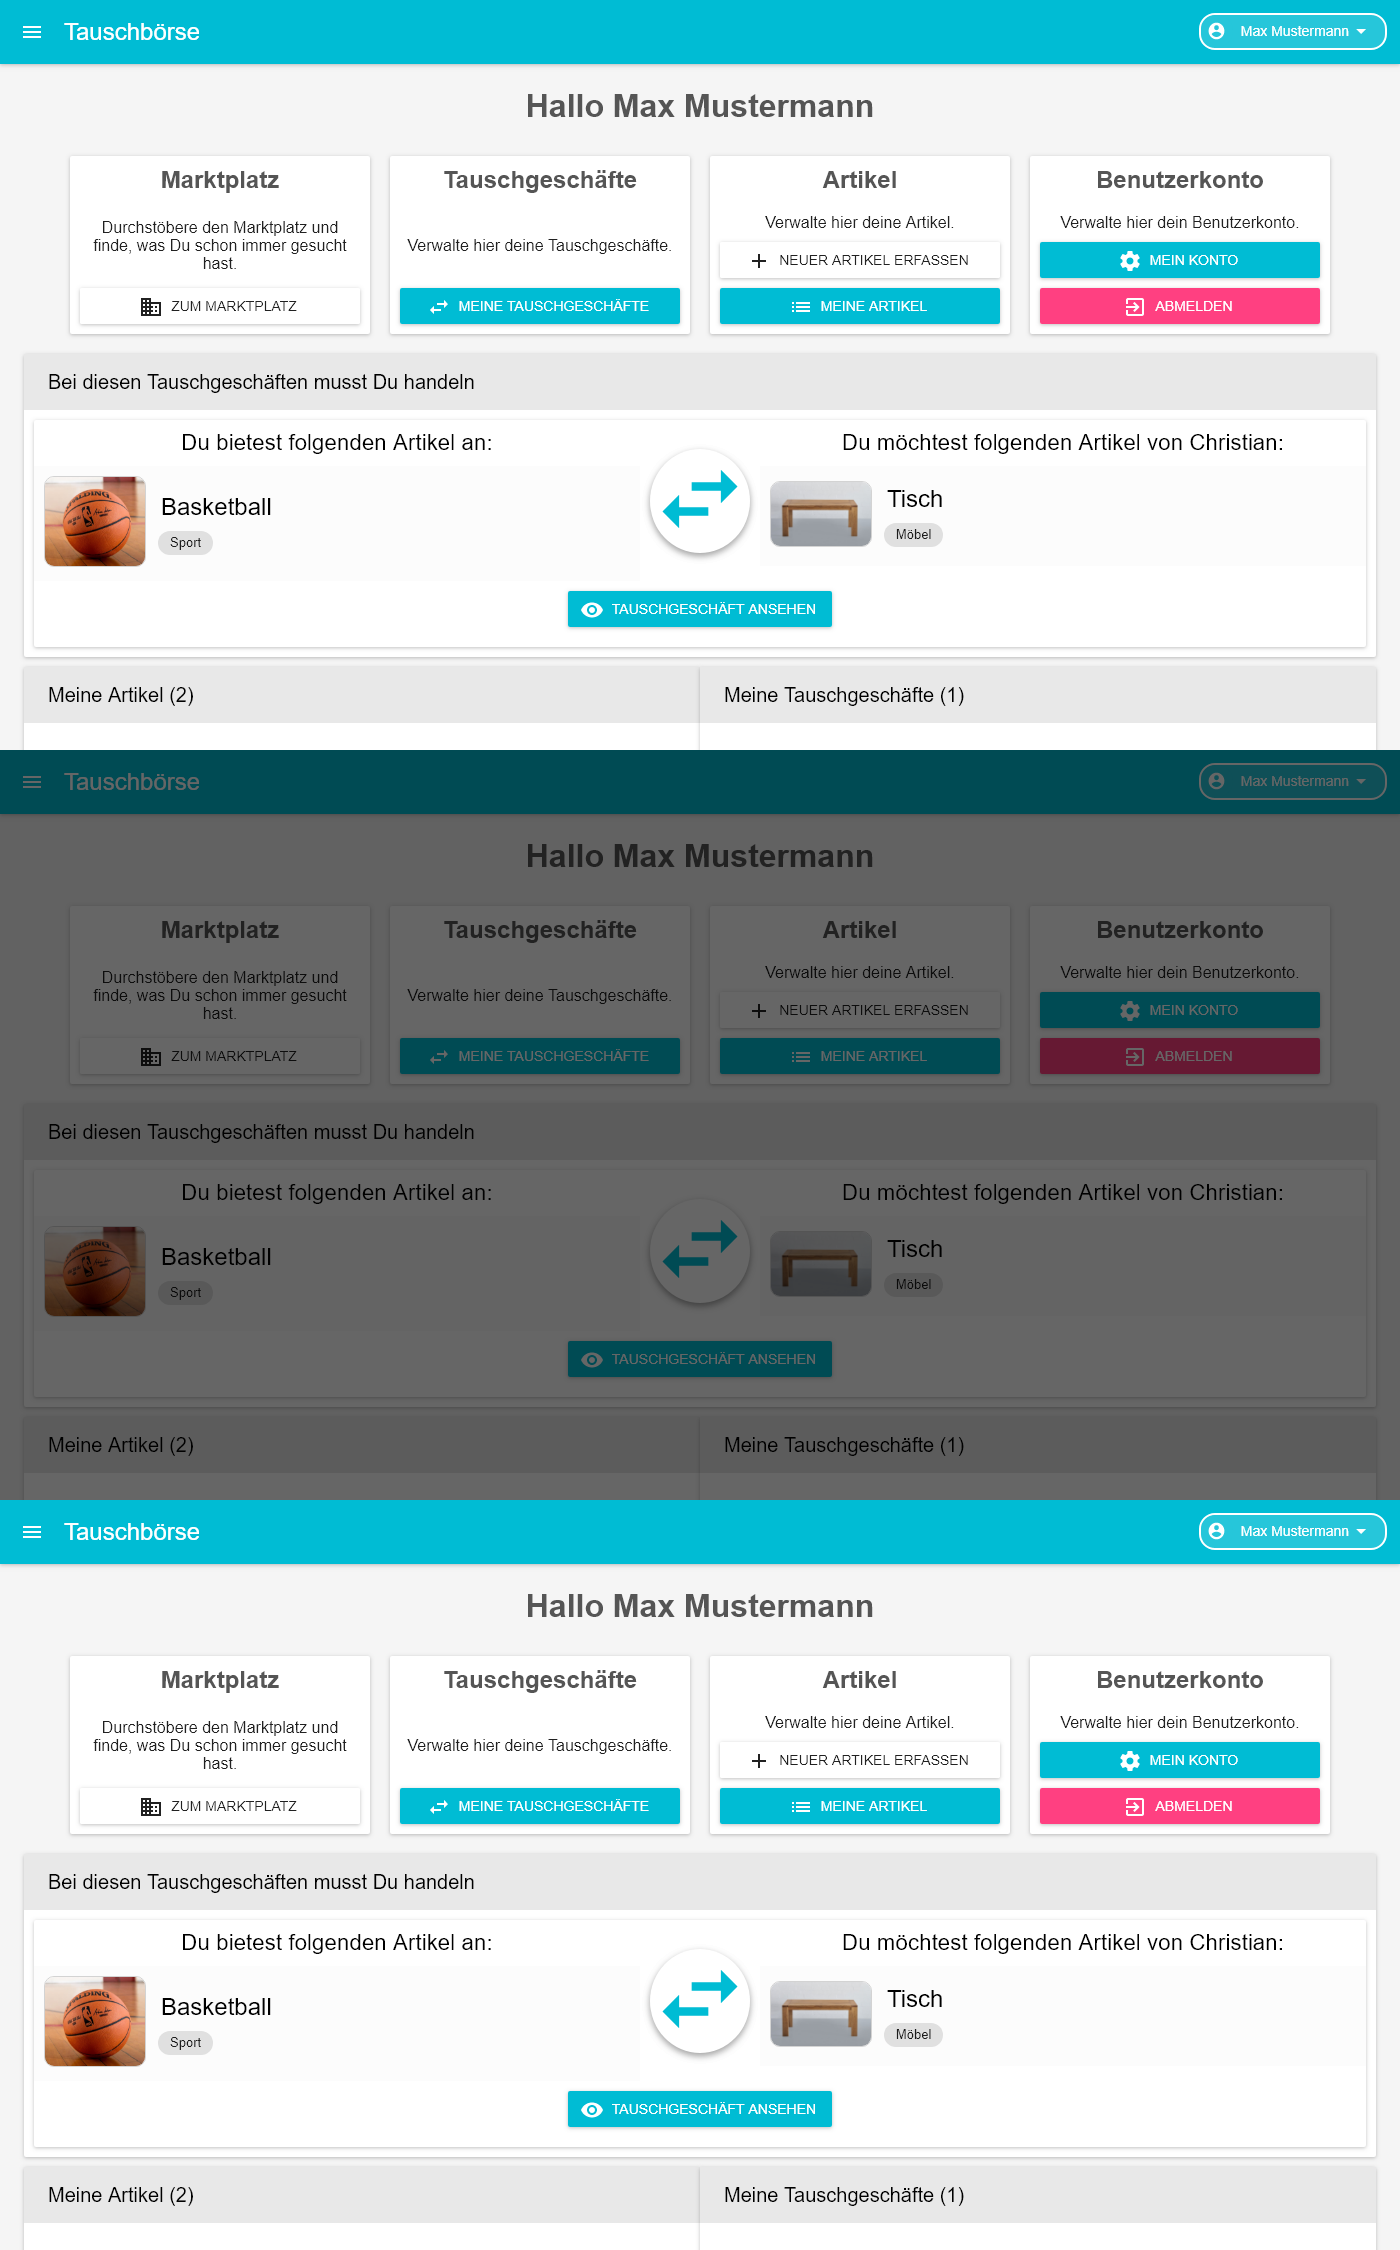 Tauschbörse
Max Mustermann
Hallo Max Mustermann
Marktplatz
Durchstöbere den Marktplatz und
finde, was Du schon immer gesucht
hast.
ZUM MARKTPLATZ
Tauschgeschäfte
Verwalte hier deine Tauschgeschäfte.
MEINE TAUSCHGESCHÄFTE
Artikel
Verwalte hier deine Artikel.
NEUER ARTIKEL ERFASSEN
MEINE ARTIKEL
Benutzerkonto
Verwalte hier dein Benutzerkonto.
MEIN KONTO
ABMELDEN
Bei diesen Tauschgeschäften musst Du handeln
Du bietest folgenden Artikel an:
SPALDING
Basketball
Sport
Du möchtest folgenden Artikel von Christian:
Tisch
Möbel
TAUSCHGESCHÄFT ANSEHEN
Meine Artikel (2)
Meine Tauschgeschäfte (1)
Tauschbörse
Max Mustermann
Hallo Max Mustermann
Marktplatz
Durchstöbere den Marktplatz und
finde, was Du schon immer gesucht
hast.
ZUM MARKTPLATZ
Tauschgeschäfte
Verwalte hier deine Tauschgeschäfte.
MEINE TAUSCHGESCHÄFTE
Artikel
Verwalte hier deine Artikel.
NEUER ARTIKEL ERFASSEN
MEINE ARTIKEL
Benutzerkonto
Verwalte hier dein Benutzerkonto.
MEIN KONTO
ABMELDEN
Bei diesen Tauschgeschäften musst Du handeln
Du bietest folgenden Artikel an:
Basketball
Sport
Du möchtest folgenden Artikel von Christian:
Tisch
Möbel
TAUSCHGESCHÄFT ANSEHEN
Meine Artikel (2)
Meine Tauschgeschäfte (1)
Tauschbörse
Max Mustermann
Hallo Max Mustermann
Marktplatz
Durchstöbere den Marktplatz und
finde, was Du schon immer gesucht
hast.
ZUM MARKTPLATZ
Tauschgeschäfte
Verwalte hier deine Tauschgeschäfte.
MEINE TAUSCHGESCHÄFTE
Artikel
Verwalte hier deine Artikel.
NEUER ARTIKEL ERFASSEN
MEINE ARTIKEL
Benutzerkonto
Verwalte hier dein Benutzerkonto.
MEIN KONTO
ABMELDEN
Bei diesen Tauschgeschäften musst Du handeln
Du bietest folgenden Artikel an:
SPALDING
Basketball
Sport
Du möchtest folgenden Artikel von Christian:
Tisch
Möbel
TAUSCHGESCHÄFT ANSEHEN
Meine Artikel (2)
Meine Tauschgeschäfte (1)